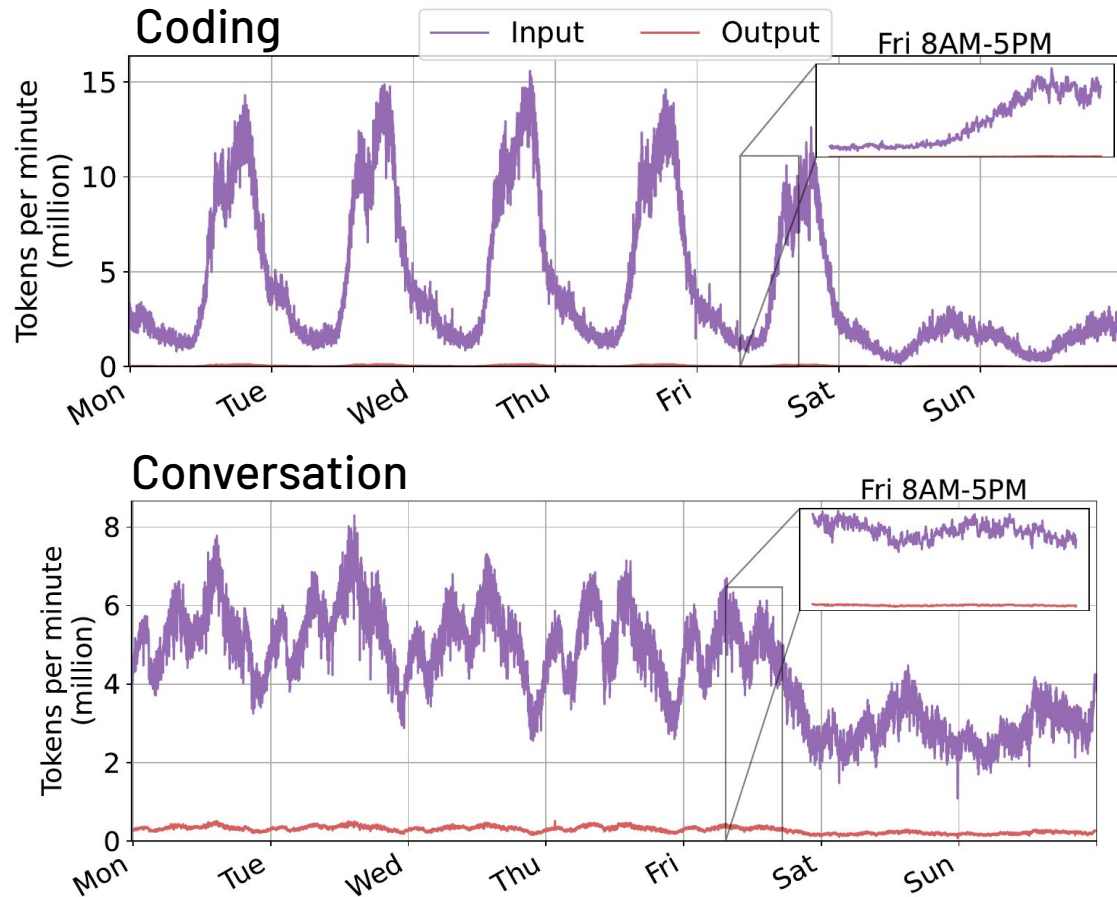 Coding
Input
Output
Fri 8AM-5PM
Tokens per minute
(million)
15
10
5
0
Mon
Tue
Wed
Thu
Fri
Sat
Sun
Conversation
Fri 8AM-5PM
Tokens per minute
(million)
8
6
4
2
0
Mon
Tue
Wed
Thu
Fri
Sat
Sun